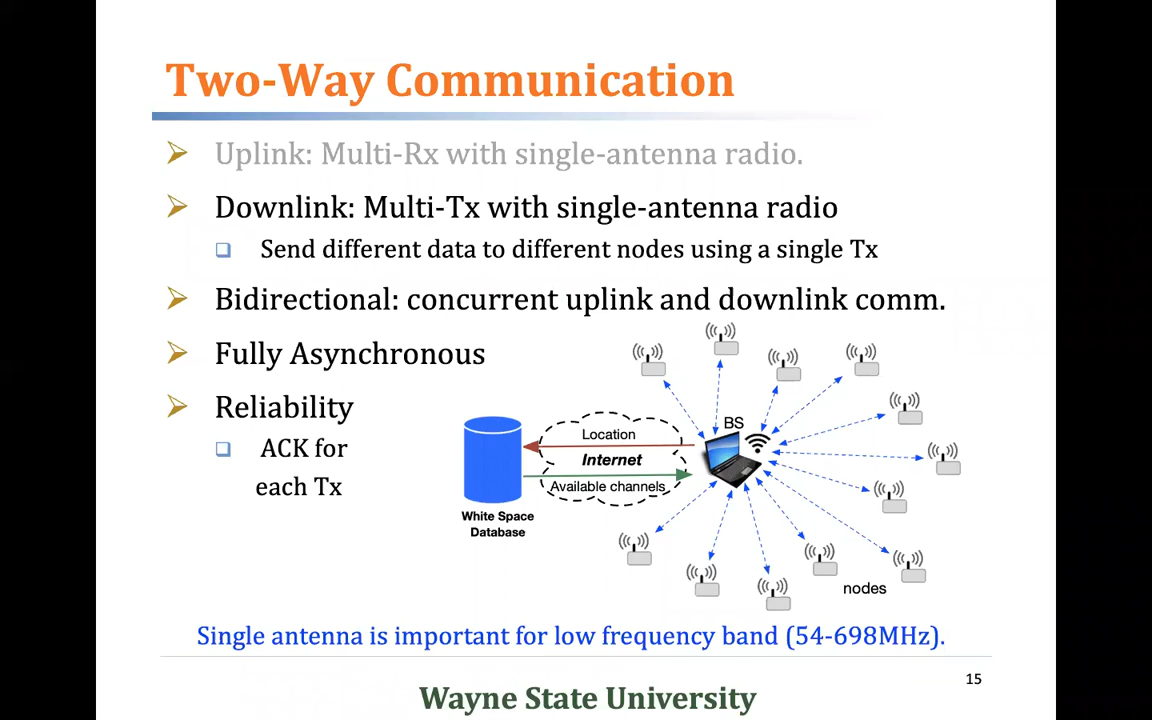 Two-Way Communication
Uplink: Multi-Rx with single-antenna radio.
Downlink: Multi-Tx with single-antenna radio
Send different data to different nodes using a single Tx
Bidirectional: concurrent uplink and downlink comm.
Fully Asynchronous
Reliability
ACK for
each Tx
BS
Location
Internet
Available channels
White Space
Database
nodes
Single antenna is important for low frequency band (54-698MHz).
15
Wayne State University